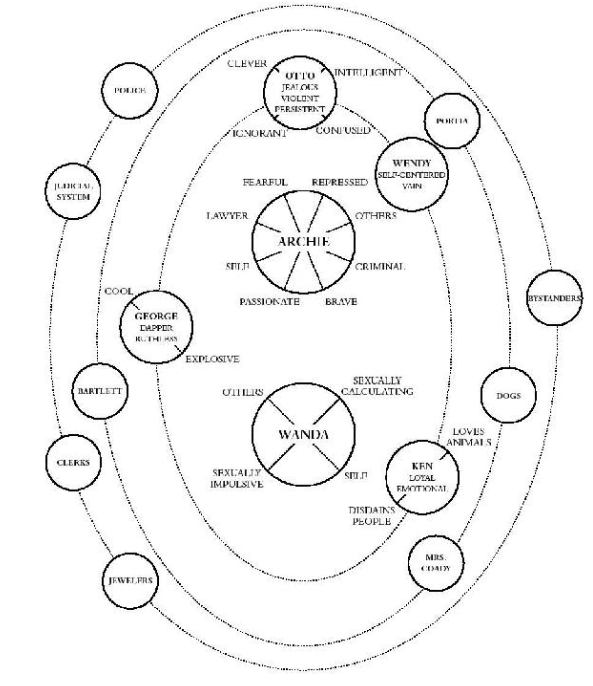 CLEVER
OTTO
JEALOUS
VIOLENT
PERSISTENT
INTELLIGENT
IGNORANT
CONFUSED
POLICE
PORTIA
WENDY
SELF-CENTERED
VAIN
JUDICIAL
SYSTEM
FEARFUL
REPRESSED
LAWYER
OTHERS
ARCHIE
SELF
CRIMINAL
PASSIONATE
BRAVE
COOL
GEORGE
DAPPER
RUTHLESS
EXPLOSIVE
BYSTANDERS
BARTLETT
OTHERS
SEXUALLY
CALCULATING
DOGS
WANDA
SEXUALLY
IMPULSIVE
SELF
LOVES
ANIMALS
KEN
LOYAL
EMOTIONAL
DISDAINS
PEOPLE
CLERKS
MRS.
COADY
JEWELERS